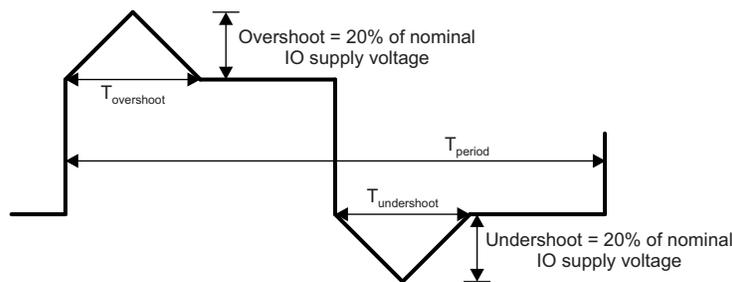 Overshoot = 20% of nominal
IO supply voltage
Tovershoot
Tperiod
Tundershoot
Undershoot = 20% of nominal
IO supply voltage